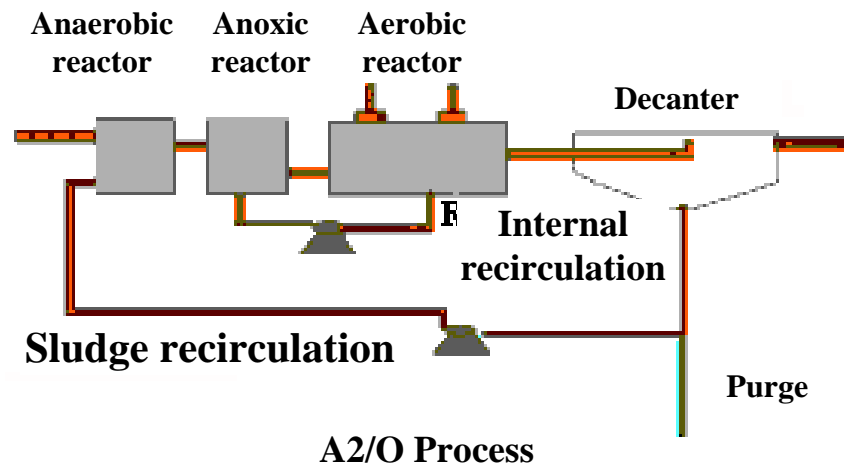 Anaerobic
reactor
Anoxic
reactor
Aerobic
reactor
Decanter
R
Internal
recirculation
Sludge recirculation
Purge
A2/O Process